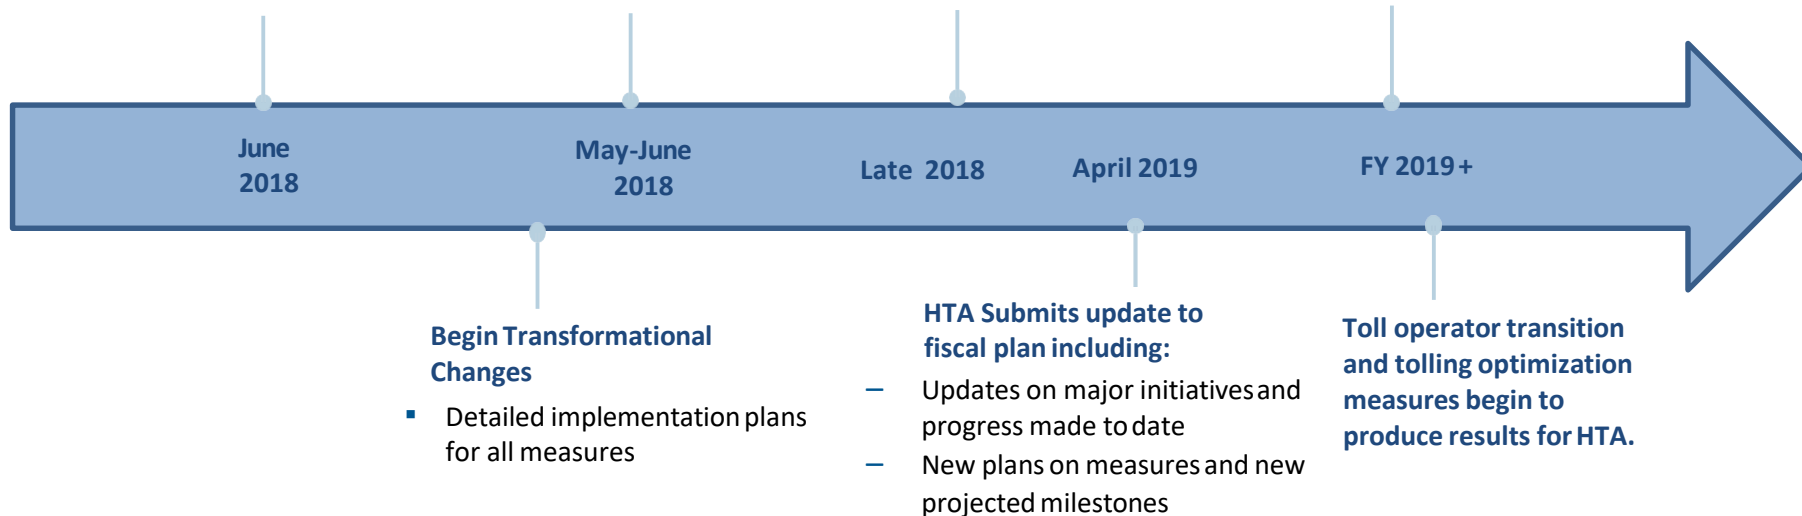 June
2018
May-June
2018
Late 2018
April 2019
FY 2019 +
Begin Transformational
Changes
▪ Detailed implementation plans
for all measures
HTA Submits update to
fiscal plan including:
– Updates on major initiatives and
progress made to date
– New plans on measures and new
projected milestones
Toll operator transition
and tolling optimization
measures begin to
produce results for HTA.